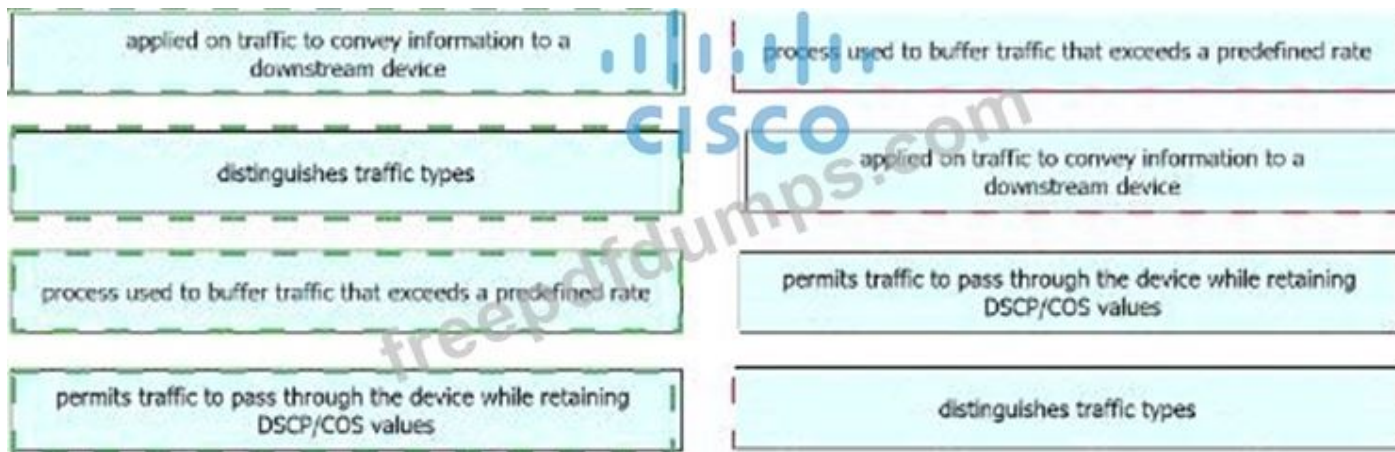 applied on traffic to convey information to a
downstream device
process used to buffer traffic that exceeds a predefined rate
CISCO
distinguishes traffic types
applied on traffic to convey information to a
downstream device
freepdfdumps.com
process used to buffer traffic that exceeds a predefined rate
permits traffic to pass through the device while retaining
DSCP/COS values
permits traffic to pass through the device while retaining
DSCP/COS values
distinguishes traffic types